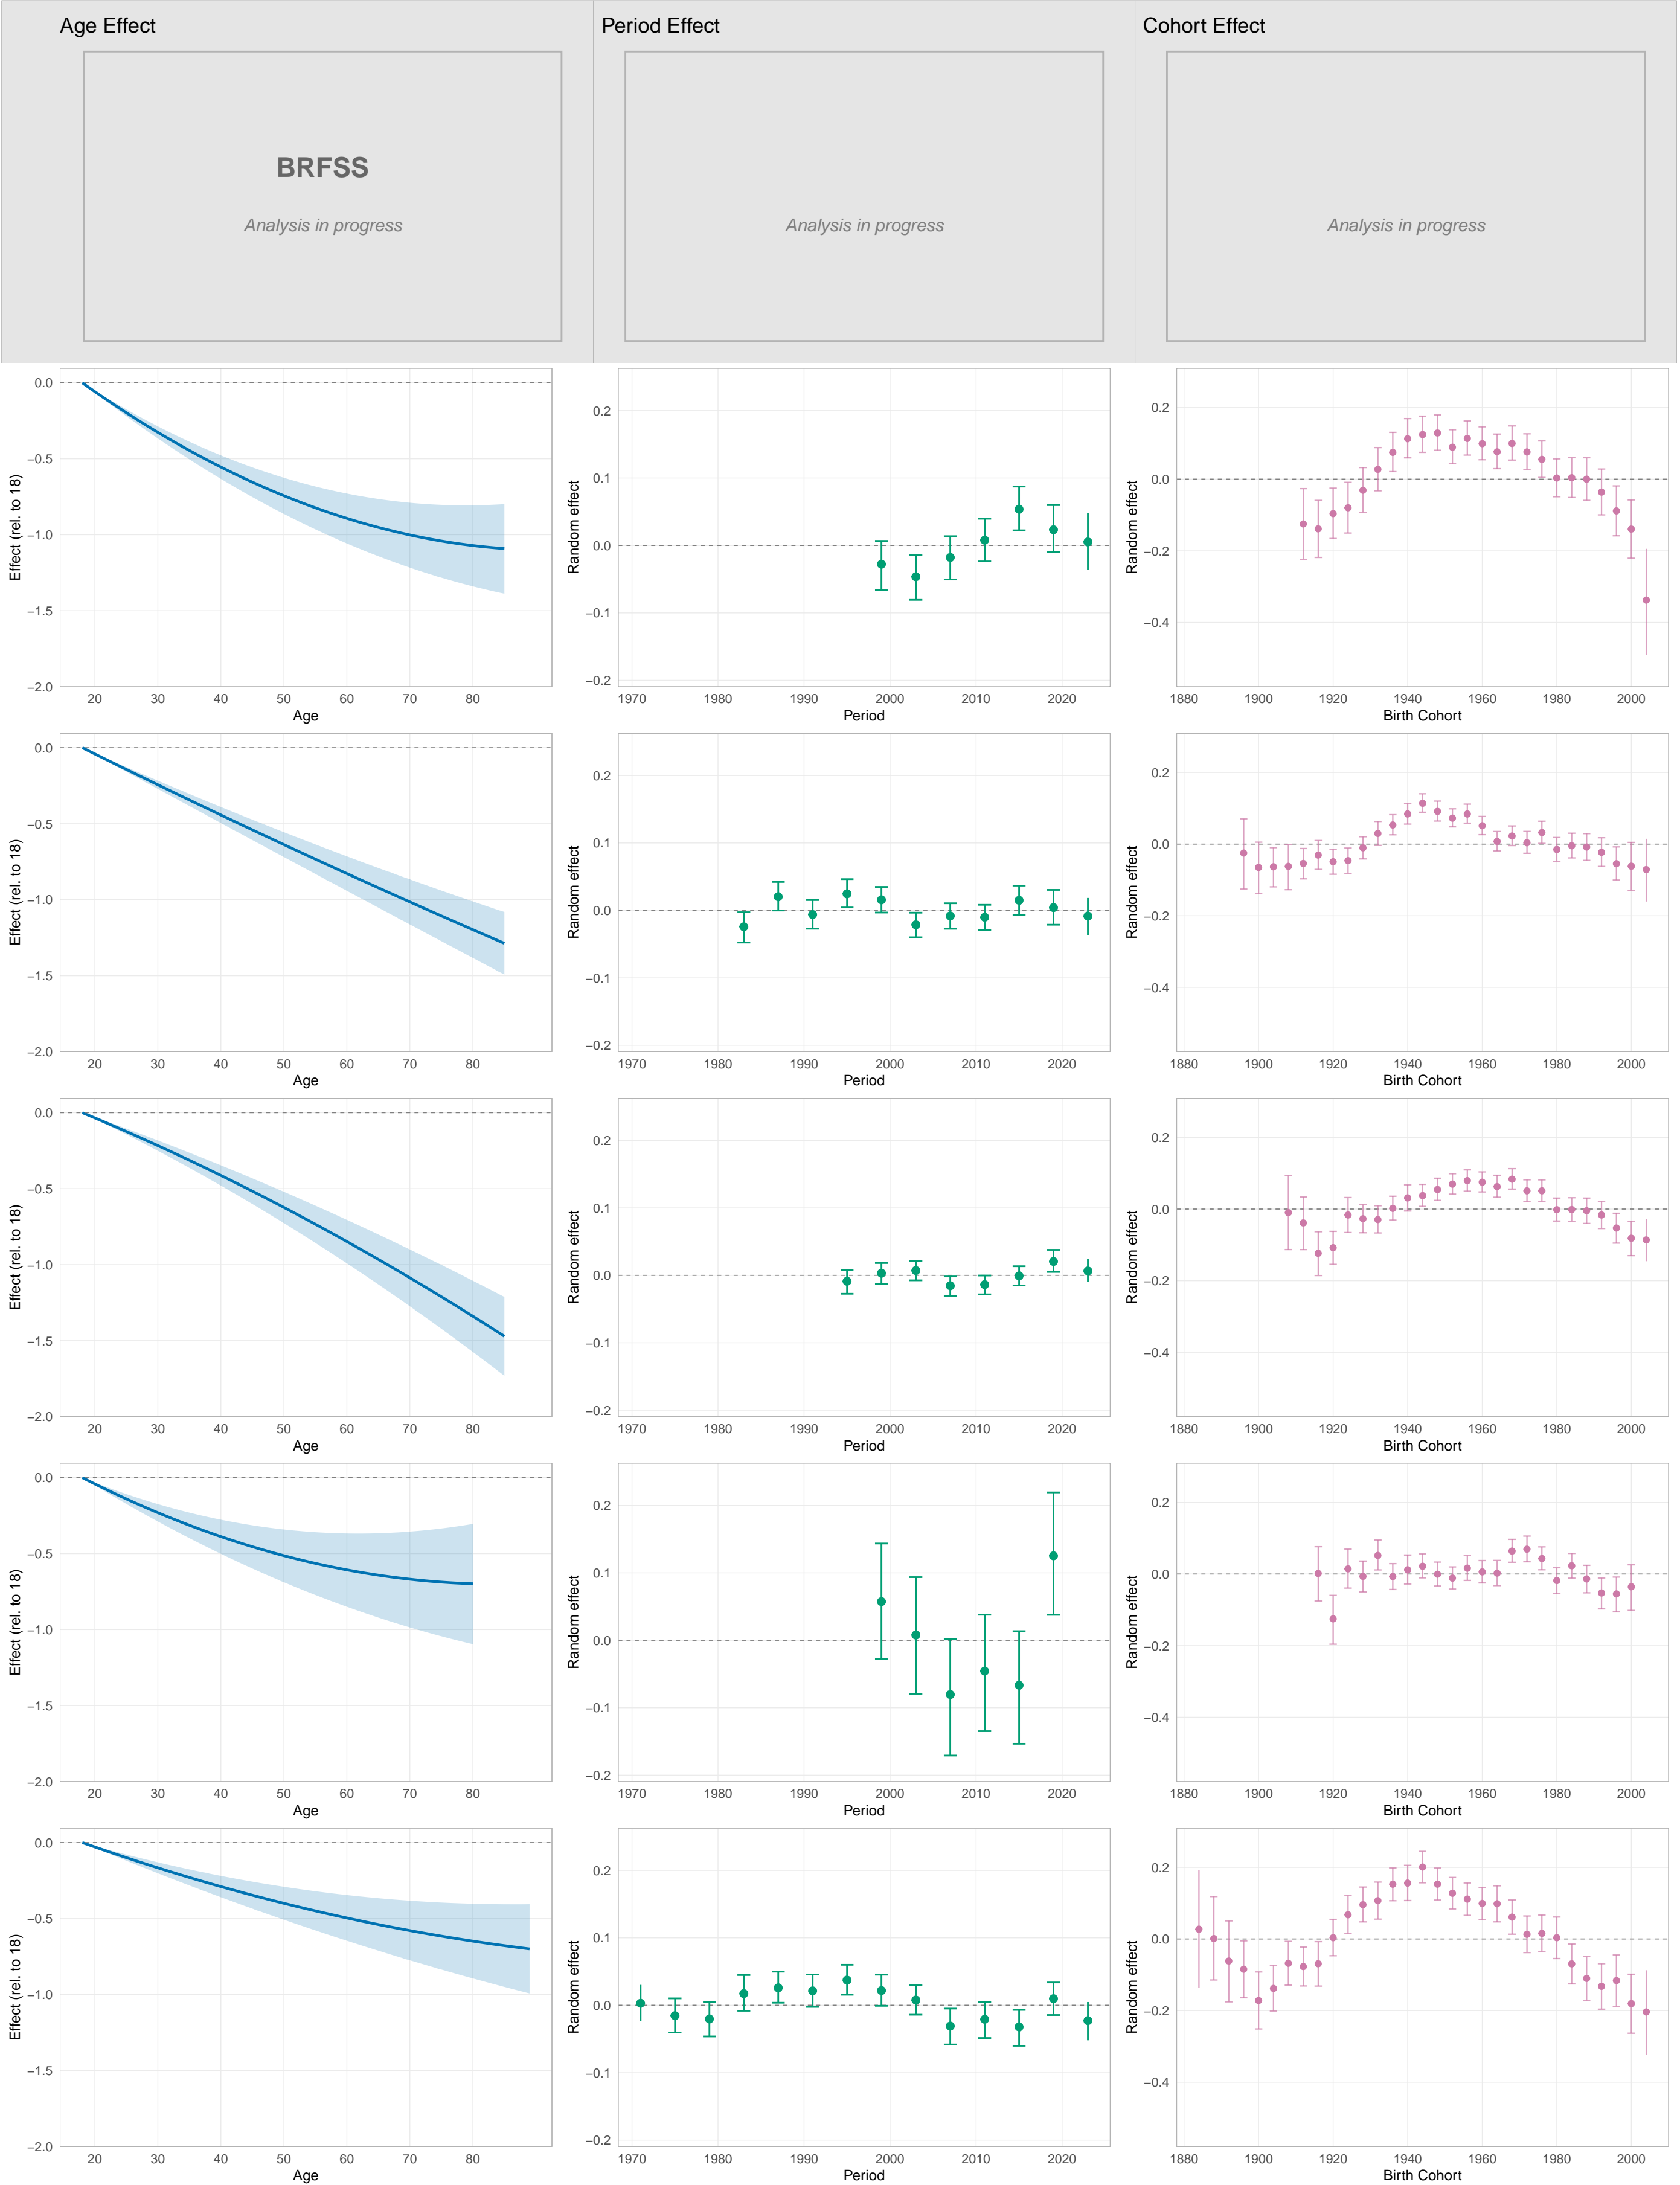 Age Effect
Period Effect
Cohort Effect
BRFSS
Analysis in progress
Analysis in progress
Analysis in progress
Effect (rel. to 18)
0.0
−0.5
−1.0
−1.5
−2.0
20 30 40 50 60 70 80
Age
Random effect
0.2
0.1
0.0
−0.1
−0.2
1970 1980 1990 2000 2010 2020
Period
Random effect
0.2
0.0
−0.2
−0.4
1880 1900 1920 1940 1960 1980 2000
Birth Cohort
Effect (rel. to 18)
0.0
−0.5
−1.0
−1.5
−2.0
20 30 40 50 60 70 80
Age
Random effect
0.2
0.1
0.0
−0.1
−0.2
1970 1980 1990 2000 2010 2020
Period
Random effect
0.2
0.0
−0.2
−0.4
1880 1900 1920 1940 1960 1980 2000
Birth Cohort
Effect (rel. to 18)
0.0
−0.5
−1.0
−1.5
−2.0
20 30 40 50 60 70 80
Age
Random effect
0.2
0.1
0.0
−0.1
−0.2
1970 1980 1990 2000 2010 2020
Period
Random effect
0.2
0.0
−0.2
−0.4
1880 1900 1920 1940 1960 1980 2000
Birth Cohort
Effect (rel. to 18)
0.0
−0.5
−1.0
−1.5
−2.0
20 30 40 50 60 70 80
Age
Random effect
0.2
0.1
0.0
−0.1
−0.2
1970 1980 1990 2000 2010 2020
Period
Random effect
0.2
0.0
−0.2
−0.4
1880 1900 1920 1940 1960 1980 2000
Birth Cohort
Effect (rel. to 18)
0.0
−0.5
−1.0
−1.5
−2.0
20 30 40 50 60 70 80
Age
Random effect
0.2
0.1
0.0
−0.1
−0.2
1970 1980 1990 2000 2010 2020
Period
Random effect
0.2
0.0
−0.2
−0.4
1880 1900 1920 1940 1960 1980 2000
Birth Cohort